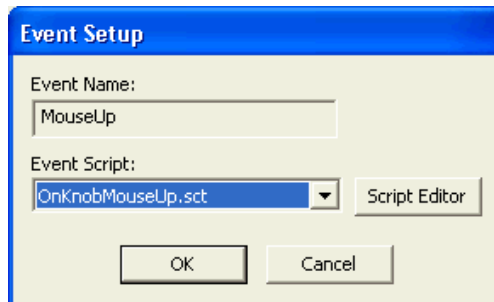 Event Setup
Event Name:
MouseUp
Event Script:
OnKnobMouseUp.sct
Script Editor
OK
Cancel